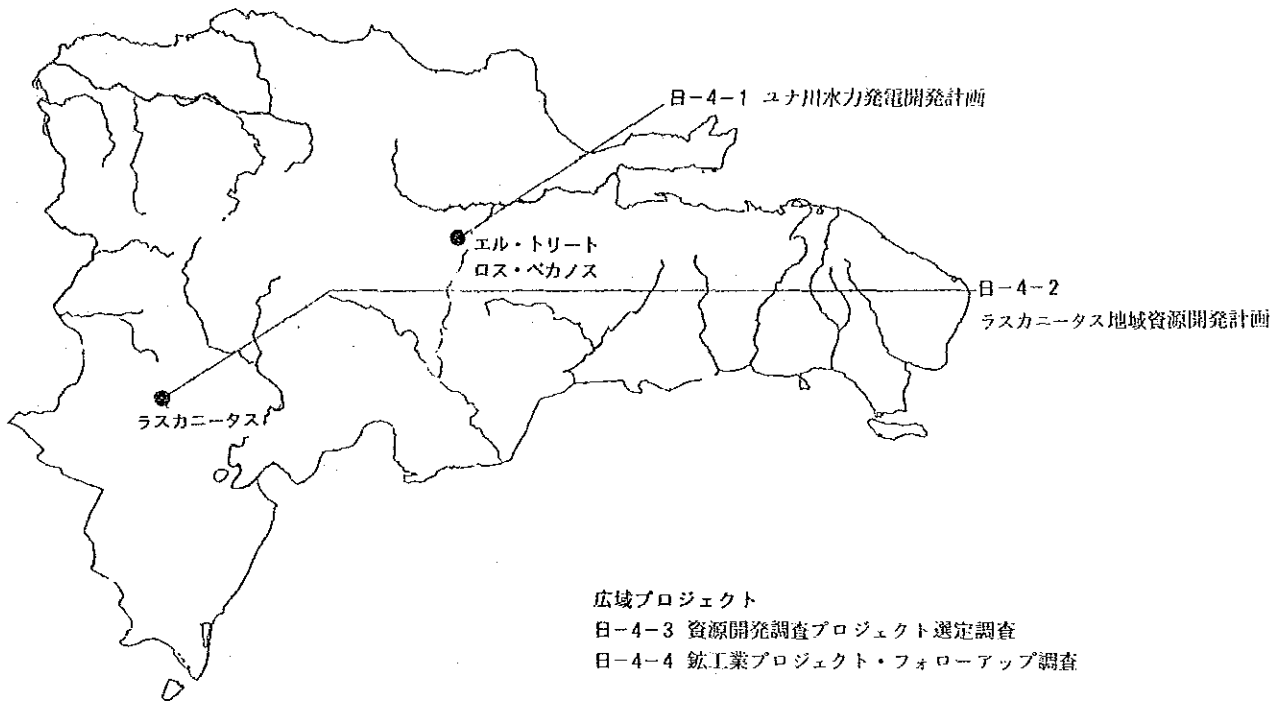 日-4-1 ユナ川水力発電開発計画
エル・トリート
ロス・ベカノス
日-4-2
ラスカニータス地域資源開発計画
ラスカニータス
広域プロジェクト
日-4-3 資源開発調査プロジェクト選定調査
日-4-4 鉱工業プロジェクト・フォローアップ調査